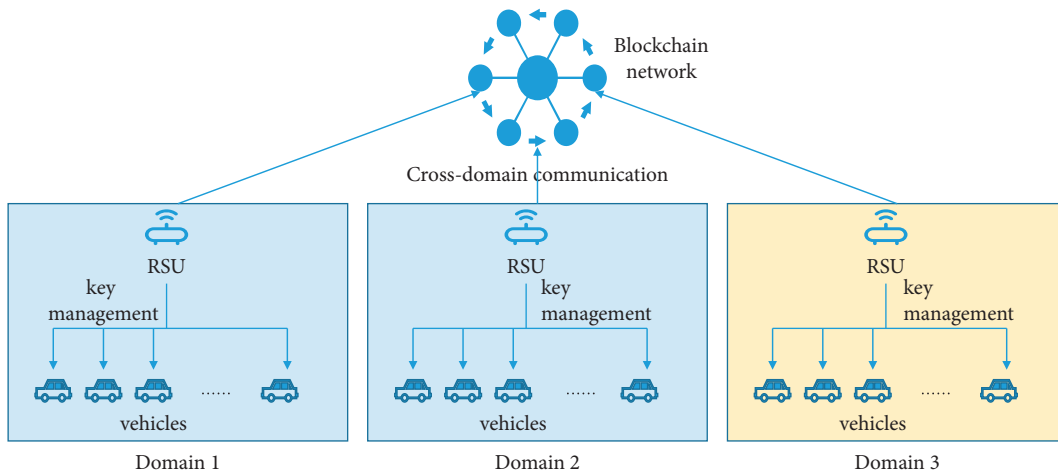 Blockchain
network
Cross-domain communication
RSU
key
management
......
vehicles
Domain 1
RSU
key
management
......
vehicles
Domain 2
RSU
key
management
......
vehicles
Domain 3